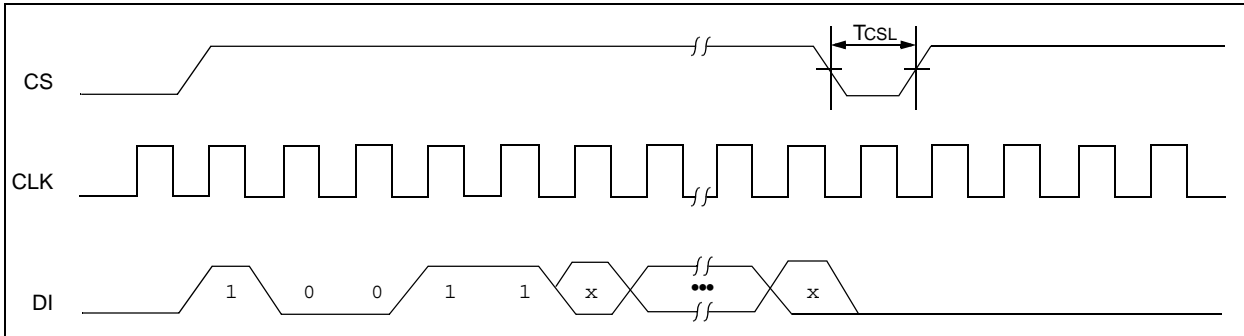 TCSL
CS
CLK
DI 1 0 0 1 1 x ••• x